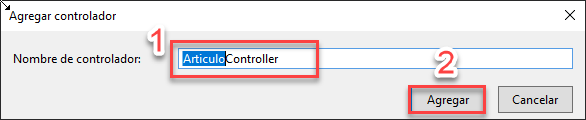 Agregar controlador
1
Nombre de controlador: ArticuloController
2
Agregar Cancelar